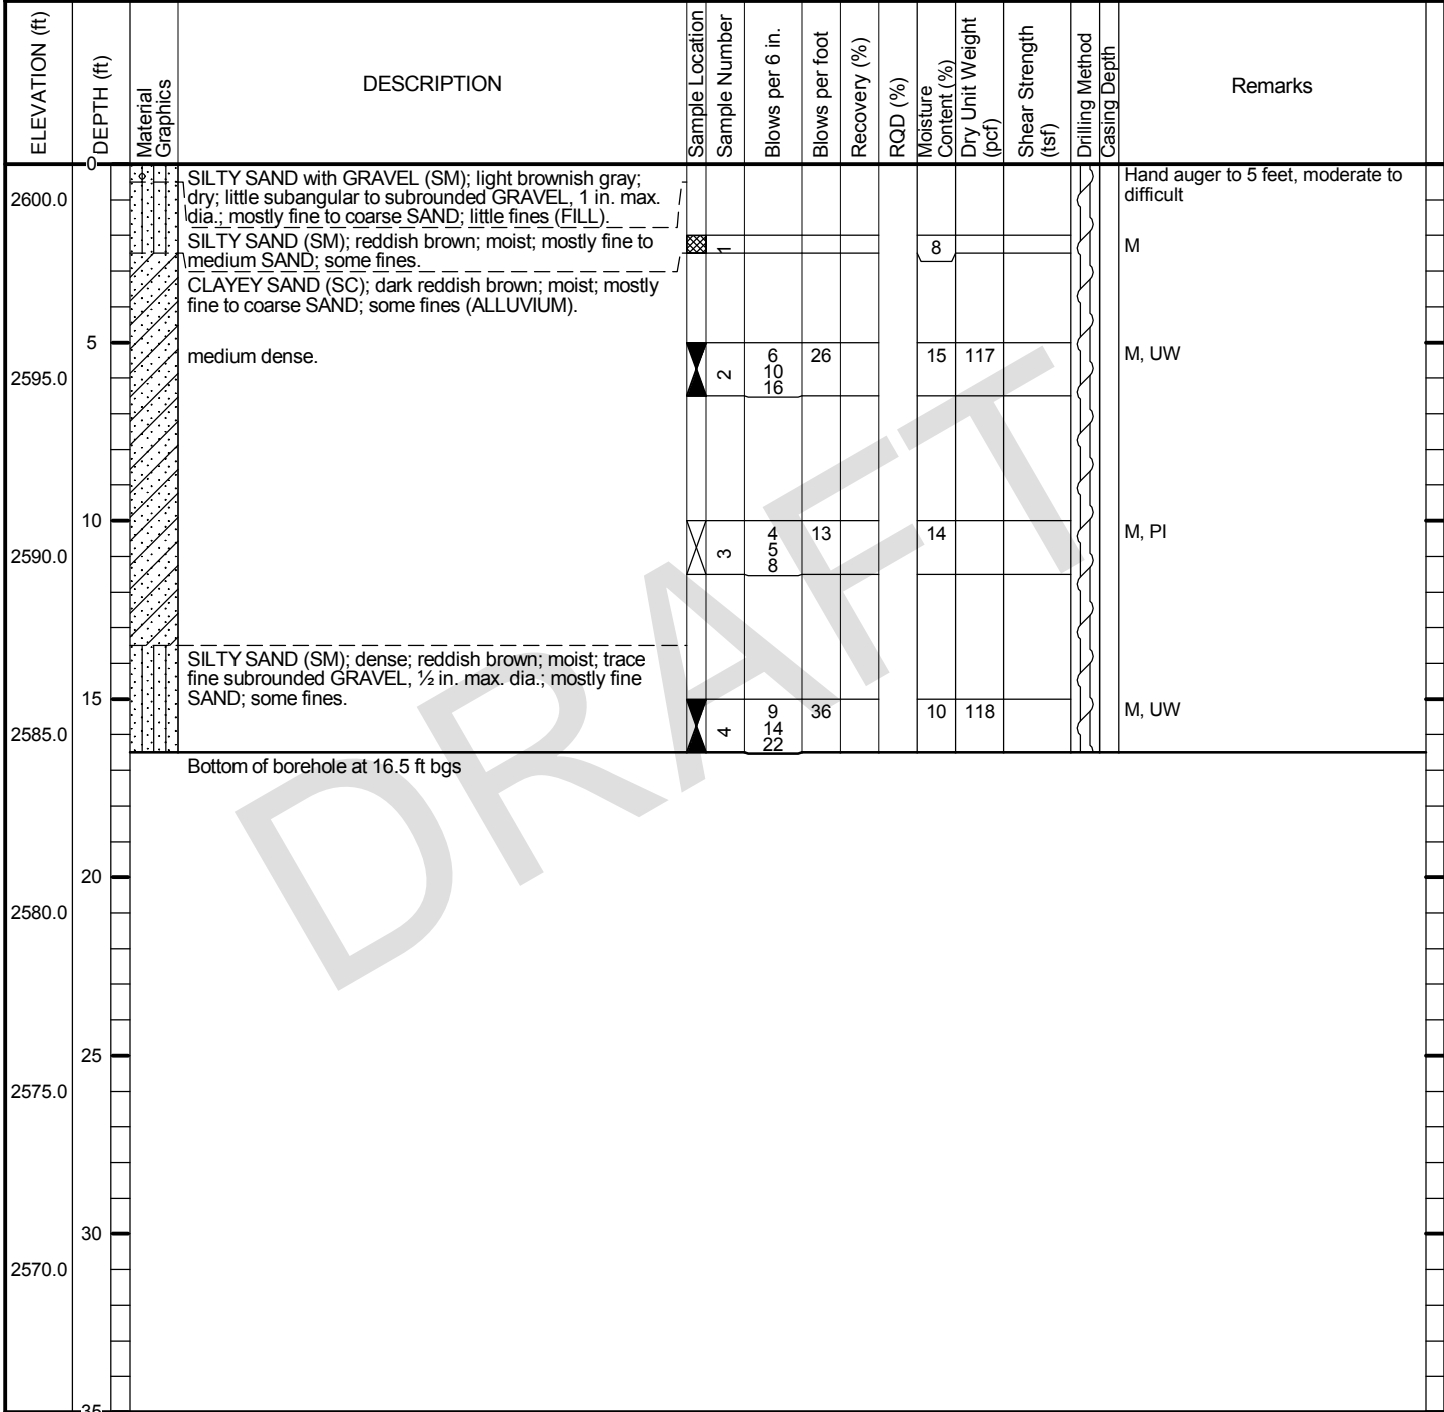 ELEVATION (ft)
DEPTH (ft)
Material
Graphics
DESCRIPTION
Sample Location
Sample Number
Blows per 6 in.
Blows per foot
Recovery (%)
RQD (%)
Moisture
Content (%)
Dry Unit Weight
(pcf)
Shear Strength
(tsf)
Drilling Method
Casing Depth
Remarks
0
SILTY SAND with GRAVEL (SM); light brownish gray;
dry; little subangular to subrounded GRAVEL, 1 in. max.
dia.; mostly fine to coarse SAND; little fines (FILL).
Hand auger to 5 feet, moderate to
difficult
2600.0
SILTY SAND (SM); reddish brown; moist; mostly fine to
medium SAND; some fines.
1
8
M
CLAYEY SAND (SC); dark reddish brown; moist; mostly
fine to coarse SAND; some fines (ALLUVIUM).
5
medium dense.
2
6
10
16
26
15
117
M, UW
2595.0
10
3
4
5
8
13
14
M, PI
2590.0
SILTY SAND (SM); dense; reddish brown; moist; trace
fine subrounded GRAVEL, ½ in. max. dia.; mostly fine
SAND; some fines.
15
4
9
14
22
36
10
118
M, UW
2585.0
Bottom of borehole at 16.5 ft bgs
20
2580.0
25
2575.0
30
2570.0
35
DRAFT